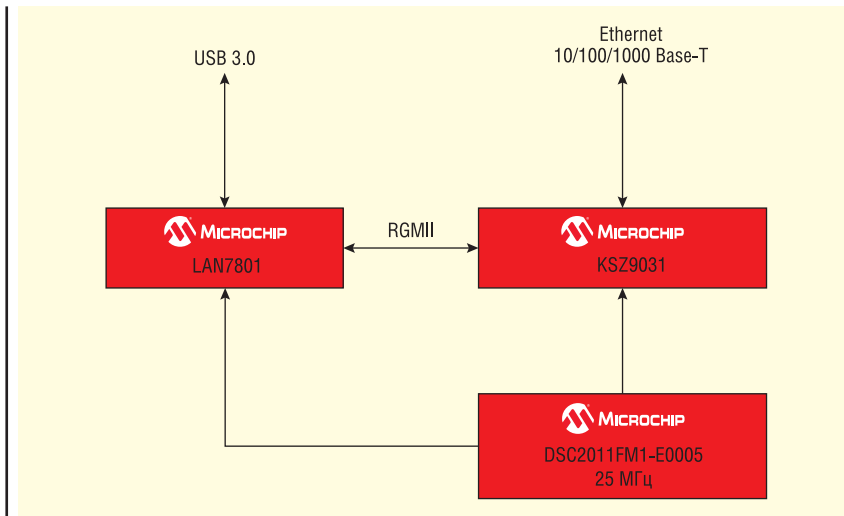 USB 3.0
Ethernet
10/100/1000 Base-T
MICROCHIP
LAN7801
RGMII
MICROCHIP
KSZ9031
MICROCHIP
DSC2011FM1-E0005
25 МГц